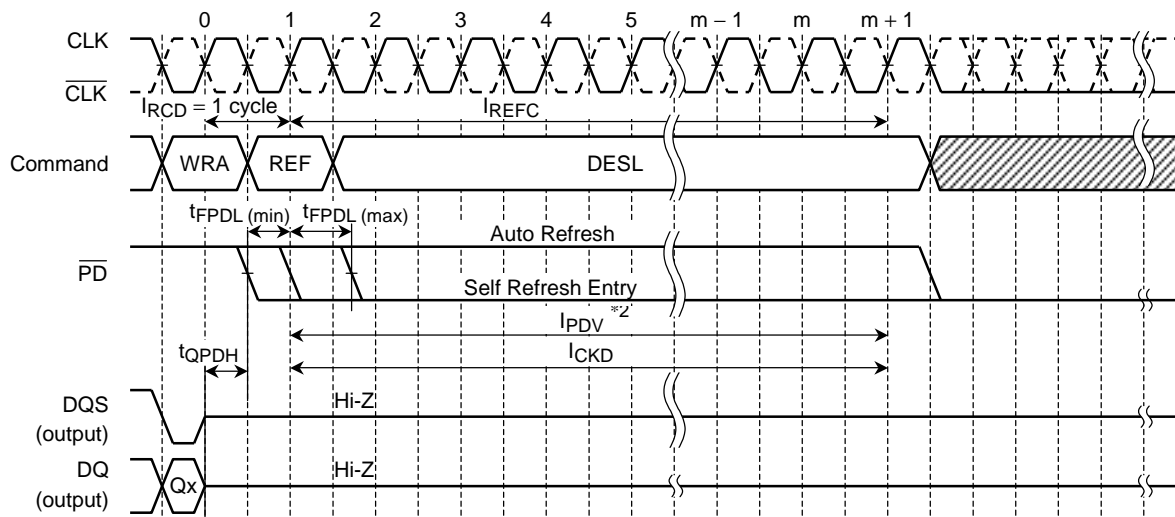 0 1 2 3 4 5 m − 1 m m + 1
CLK
CLK
IRCD = 1 cycle IREFC
Command WRA REF DESL
tFPDL (min) tFPDL (max)
Auto Refresh
PD
Self Refresh Entry
IPDV *2
tQPDH ICKD
DQS Hi-Z
(output)
DQ Hi-Z
(output) Qx